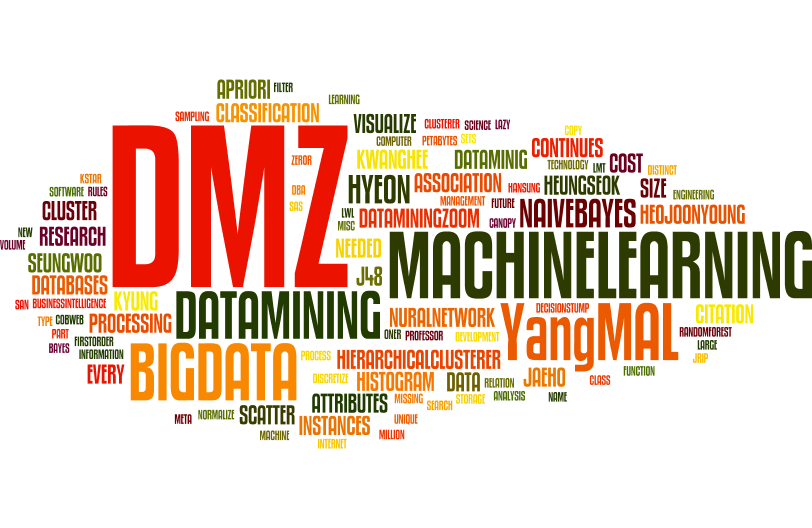 APRIORI FILTER
LEARNING
SAMPLING CLASSIFICATION
VISUALIZE CLUSTERER SCIENCE LAZY
COPY
COMPUTER PETABYTES SETS CONTINUES
DMZ
ZEROR KWANGHEE DATAMINIG TECHNOLOGY LMT COST DISTINCT
KSTAR
SOFTWARE RULES
DBA HYEON ASSOCIATION HANSUNG HEUNGSEOK SIZE ENGINEERING
SAS LWL MANAGEMENT FUTURE NAIVEBAYES HEOJOONYOUNG
CLUSTER
MISC DATAMININGZOOM CANOPY
NEW
VOLUME RESEARCH
NEEDED MACHINELEARNING
SEUNGWOO
J48
DATABASES
SAN BUSINESSINTELLIGENCE KYUNG DATAMINING
TYPE COBWEB PROCESSING NURALNETWORK DECISIONSTUMP CITATION
PART ONER PROFESSOR DEVELOPMENT YangMAL RANDOMFOREST
BAYES FIRSTORDER
INFORMATION
LARGE
JRIP
BIGDATA PROCESS HIERARCHICALCLUSTERER
EVERY
DISCRETIZE HISTOGRAM DATA RELATION JAEHO CLASS FUNCTION
ATTRIBUTES MISSING SEARCH STORAGE ANALYSIS NAME
META NORMALIZE SCATTER
INSTANCES UNIQUE
MACHINE MILLION
INTERNET